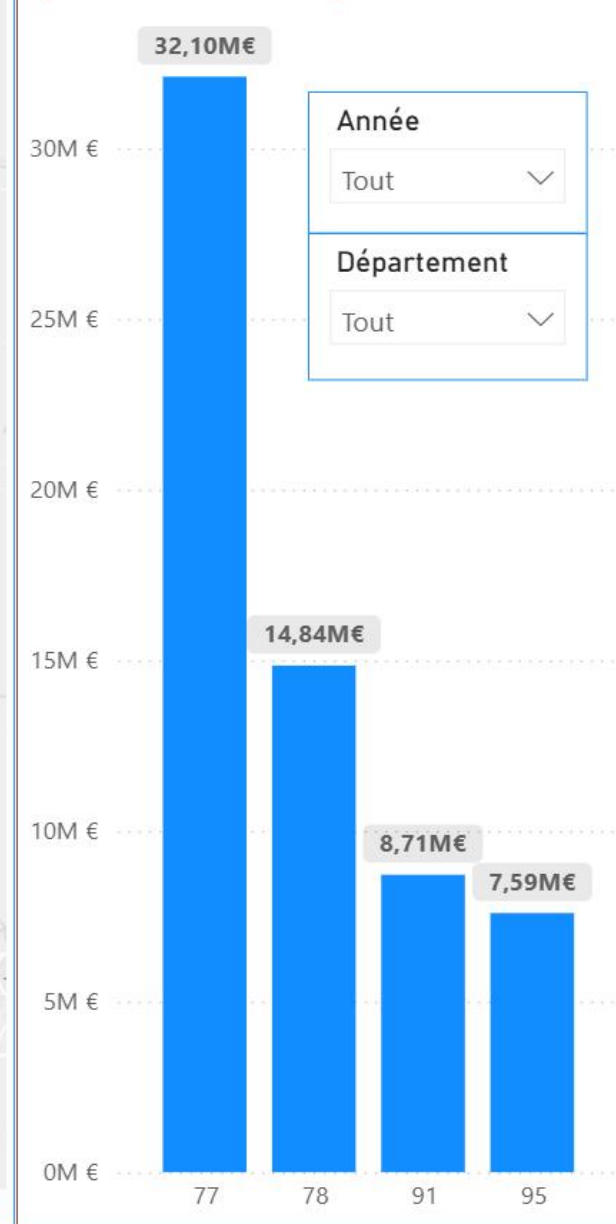 32,10M€
Année
30M €
Tout
Département
25M €
Tout
20M €
14,84M€
15M €
10M €
8,71M€
7,59M€
5M €
0M €
77 78 91 95